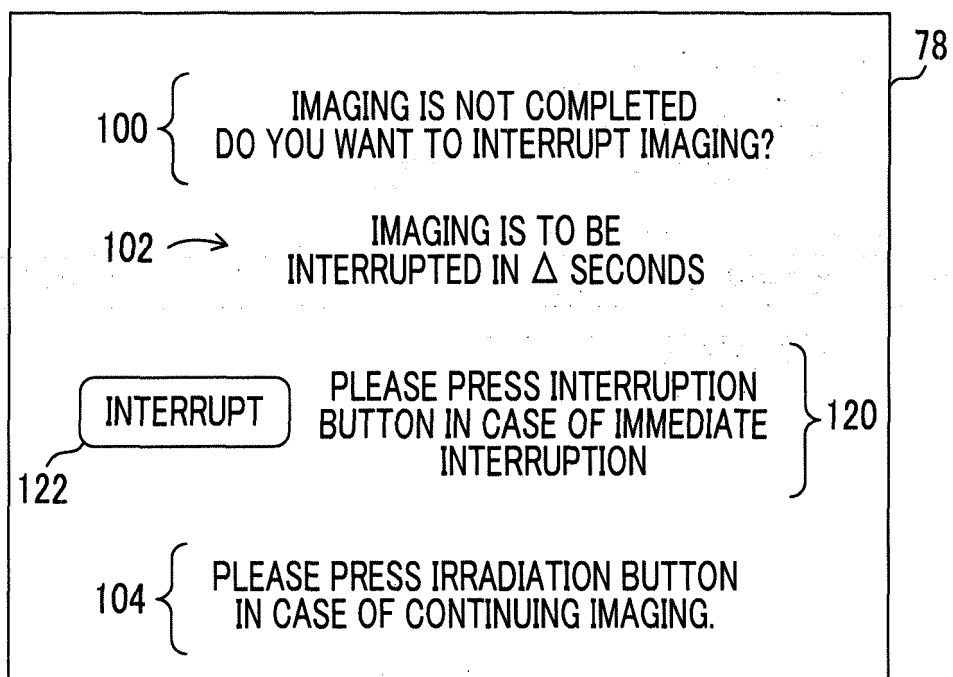 78
100
IMAGING IS NOT COMPLETED
DO YOU WANT TO INTERRUPT IMAGING?
102
IMAGING IS TO BE
INTERRUPTED IN Δ SECONDS
INTERRUPT
122
PLEASE PRESS INTERRUPTION
BUTTON IN CASE OF IMMEDIATE
INTERRUPTION
120
104
PLEASE PRESS IRRADIATION BUTTON
IN CASE OF CONTINUING IMAGING.